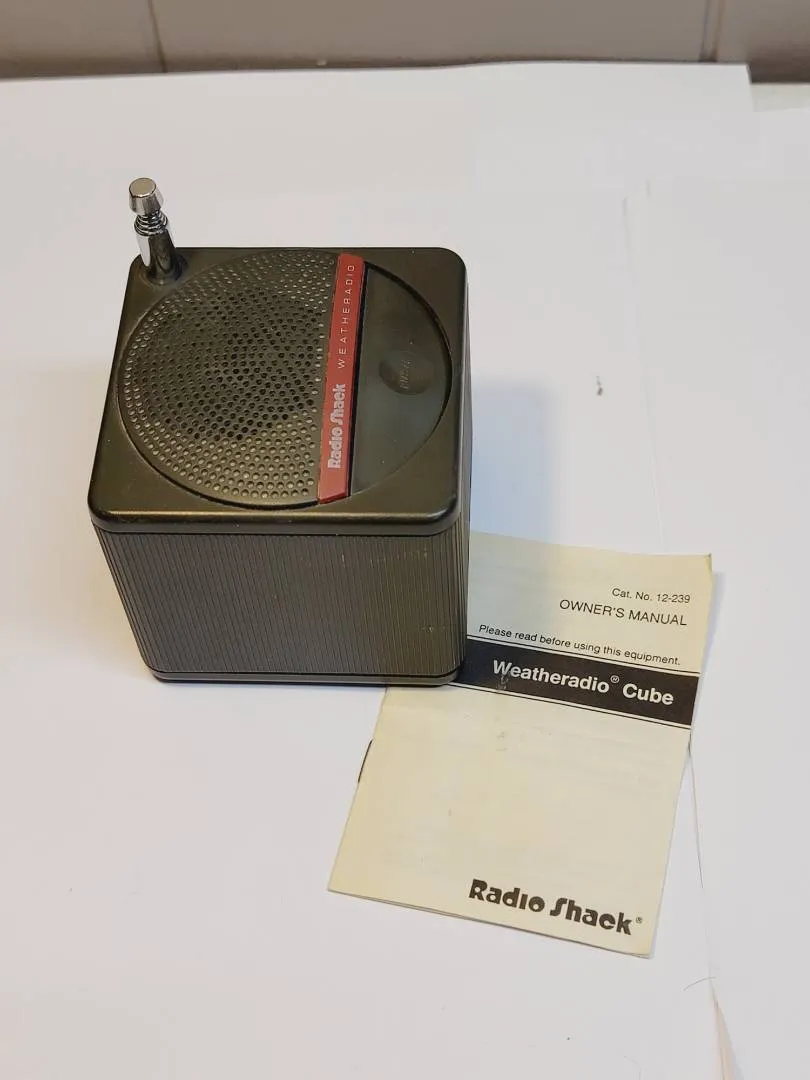 Radio Shack WEATHERADIO
Cat. No. 12-239
OWNER'S MANUAL
Please read before using this equipment.
Weatheradio® Cube
Radio Shack®